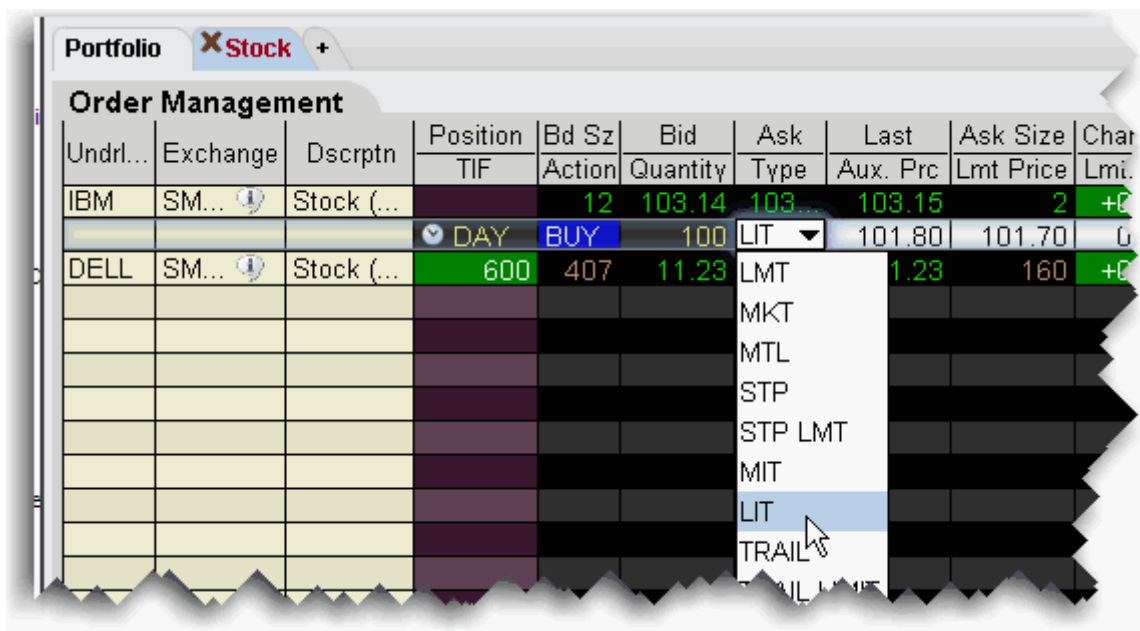 Portfolio Stock +
Order Management
Undrl... Exchange Dscrptn Position Bd Sz Bid Ask Last Ask Size
TIF Action Quantity Type Aux. Prc Lmt Price Lmi.
IBM SM... Stock (... 12 103.14 103... 103.15 2
DAY BUY 100 LIT 101.80 101.70
DELL SM... Stock (... 600 407 11.23 1.23 160
LMT
MKT
MTL
STP
STP LMT
MIT
LIT
TRAIL